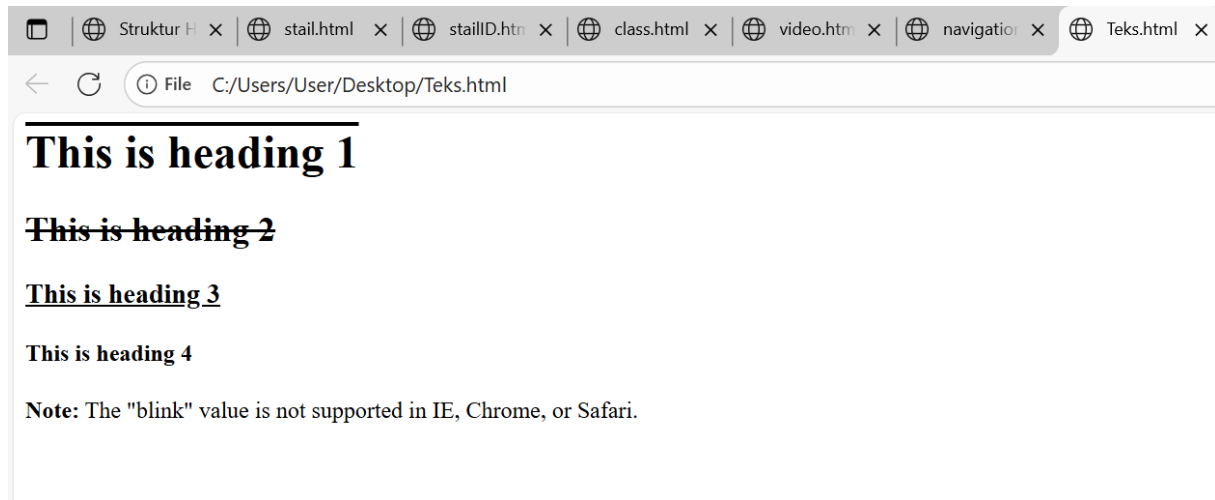 Struktur H
stail.html
stailID.htm
class.html
video.htm
navigation
Teks.html
File C:/Users/User/Desktop/Teks.html
This is heading 1
This is heading 2
This is heading 3
This is heading 4
Note: The "blink" value is not supported in IE, Chrome, or Safari.